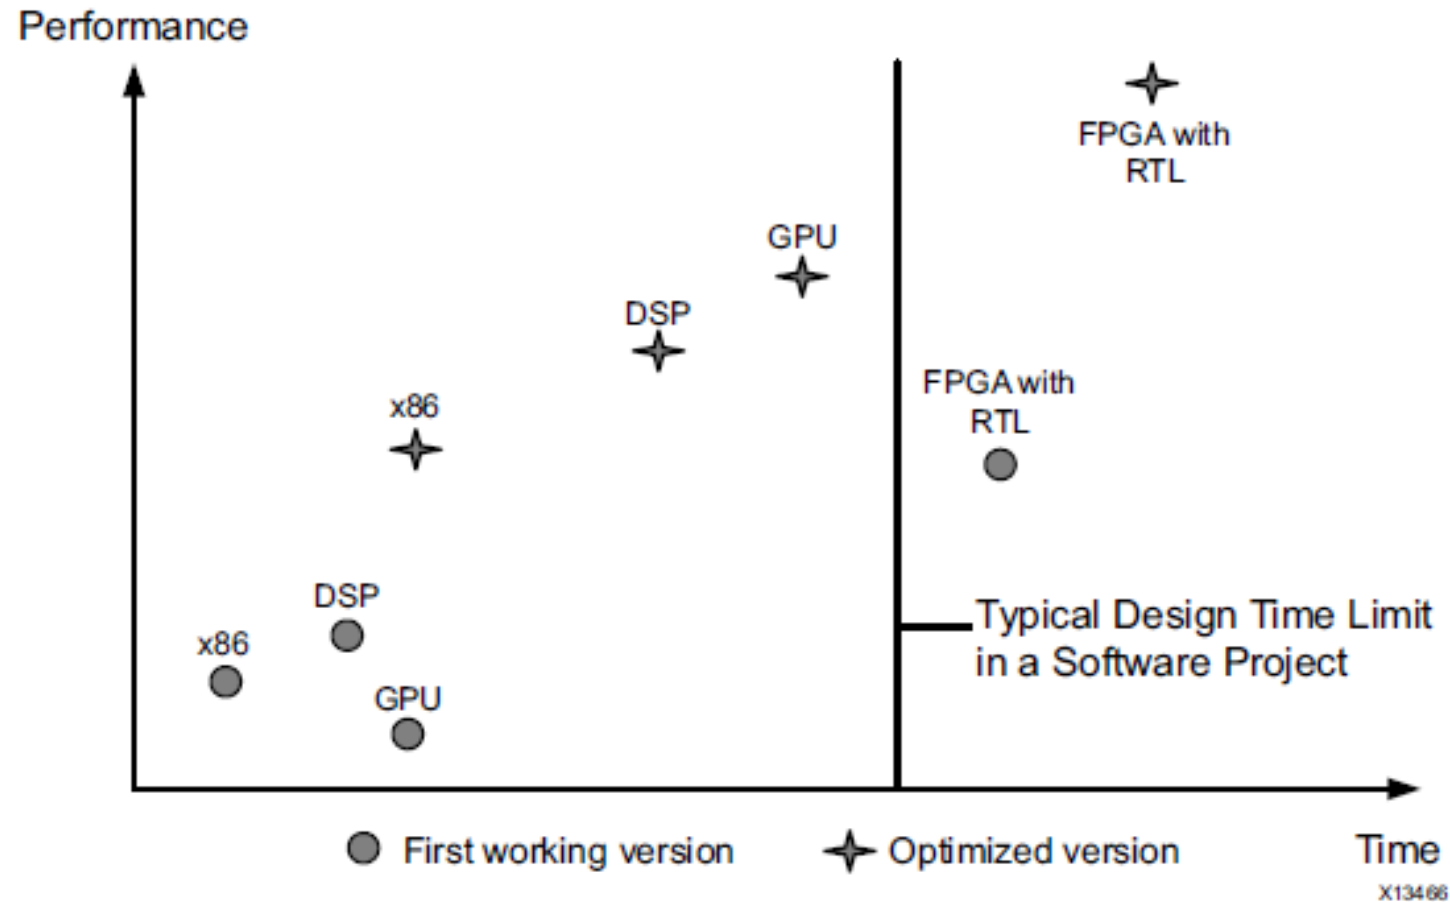 Performance
FPGA with
RTL
GPU
DSP
FPGA with
RTL
x86
DSP
Typical Design Time Limit
in a Software Project
x86
GPU
First working version
Optimized version
Time
X13466